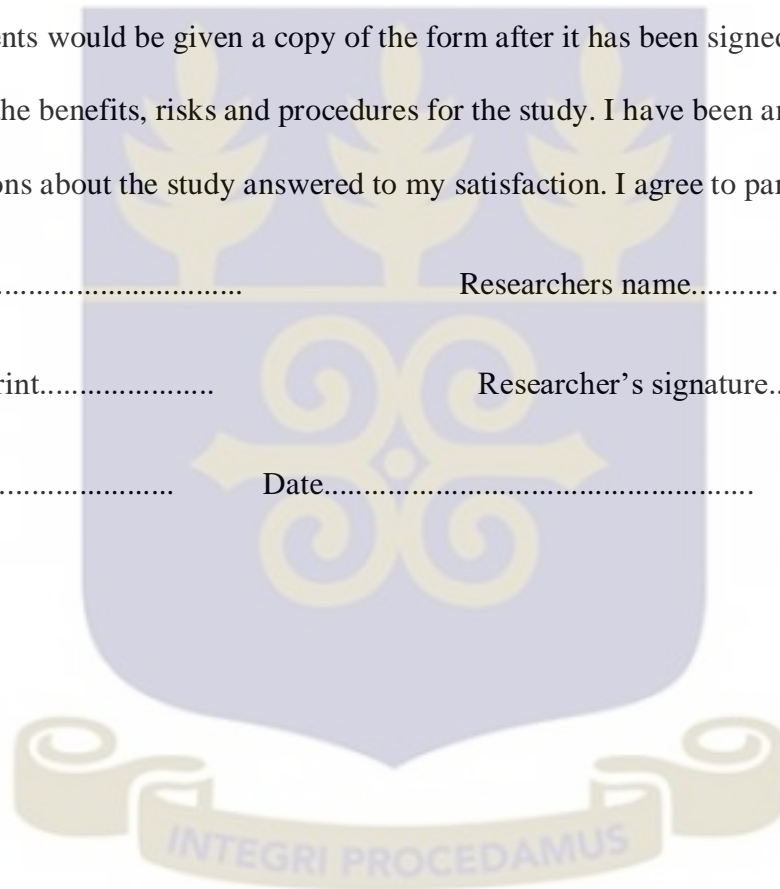 ents would be given a copy of the form after it has been signed
the benefits, risks and procedures for the study. I have been an
ons about the study answered to my satisfaction. I agree to par
............................... Researchers name...........
rint..................... Researcher’s signature..
...................... Date.....................................................
INTEGRI PROCEDAMUS